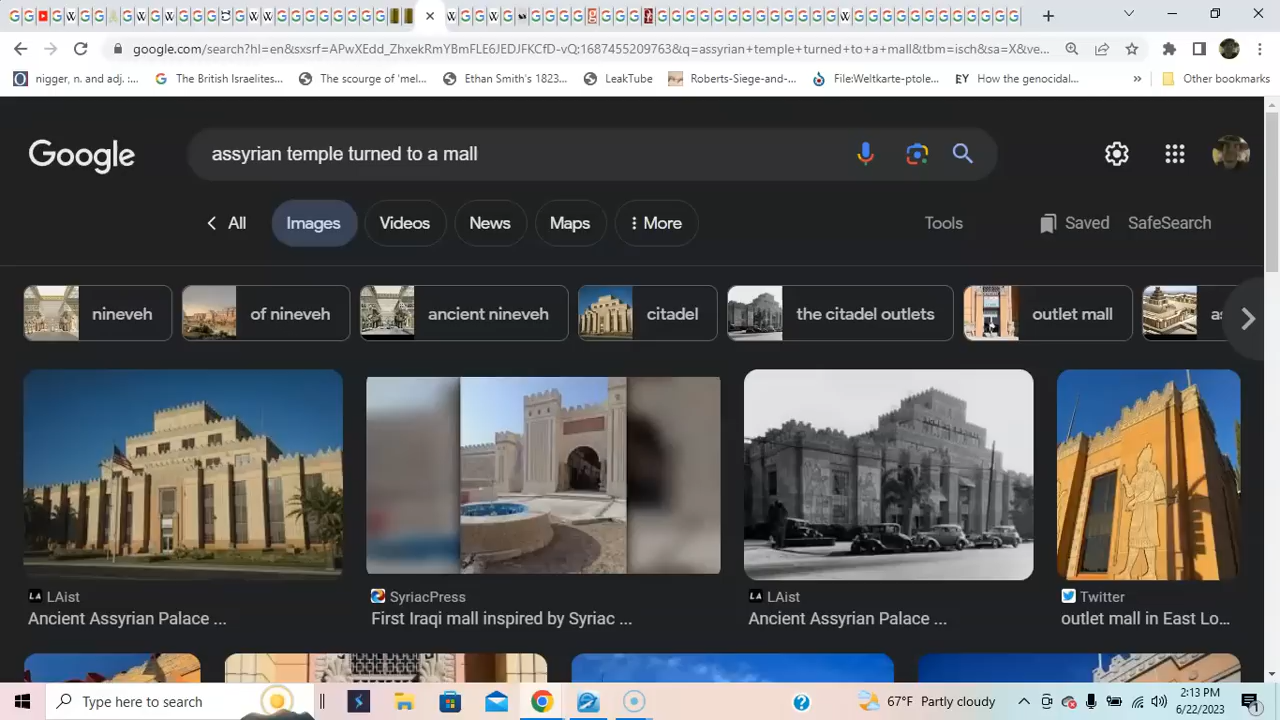 google.com/search?hl=en&sxsrf=APwXEdd_ZhxekRmYBmFLE6JEDJFKCfD-vQ:1687455209763&q=assyrian+temple+turned+to+a+mall&tbm=isch&sa=X&ve...
nigger, n. and adj. :... The British Israelites... The scourge of 'mel... Ethan Smith's 1823... LeakTube Roberts-Siege-and-... File:Weltkarte-ptole... EY How the genocidal... » Other bookmarks
Google assyrian temple turned to a mall
All Images Videos News Maps More Tools Saved SafeSearch
nineveh of nineveh ancient nineveh citadel the citadel outlets outlet mall as
LA LAist SyriacPress LA LAist Twitter
Ancient Assyrian Palace ... First Iraqi mall inspired by Syriac ... Ancient Assyrian Palace ... outlet mall in East Lo...
Type here to search 67°F Partly cloudy 2:13 PM
6/22/2023